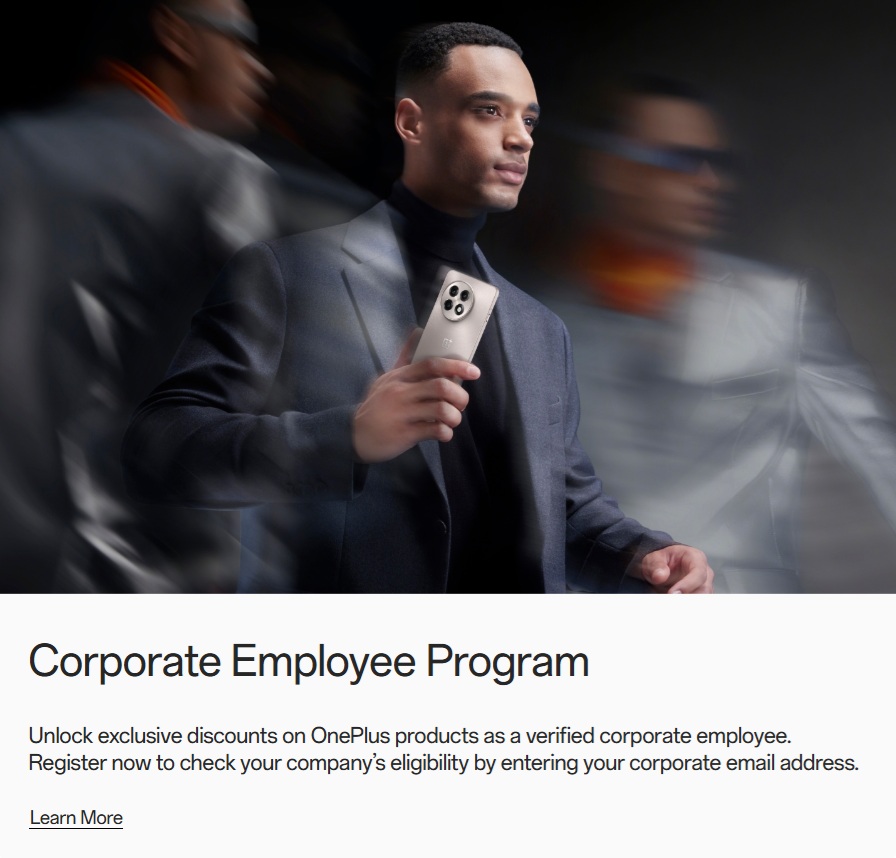 Corporate Employee Program
Unlock exclusive discounts on OnePlus products as a verified corporate employee.
Register now to check your company’s eligibility by entering your corporate email address.
Learn More